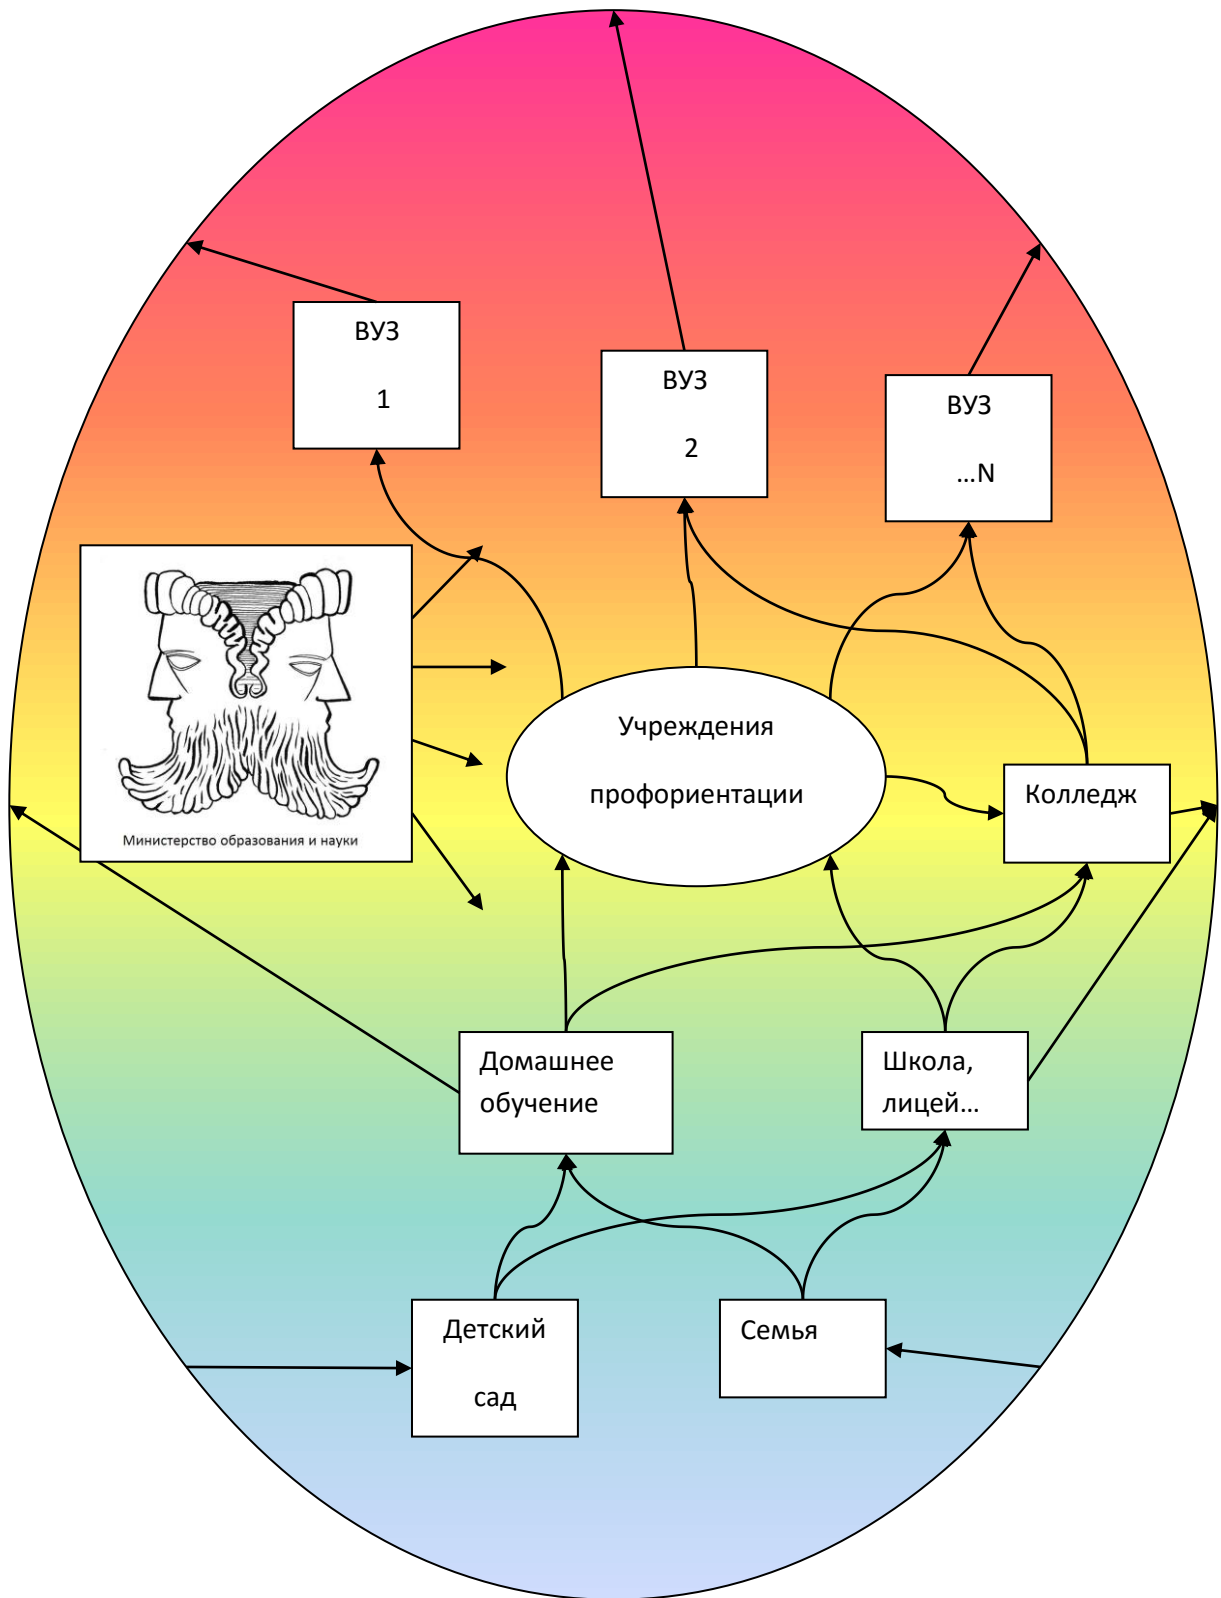 ВУЗ
1
ВУЗ
2
ВУЗ
…N
Министерство образования и науки
Учреждения
профориентации
Колледж
Домашнее
обучение
Школа,
лицей…
Детский
сад
Семья